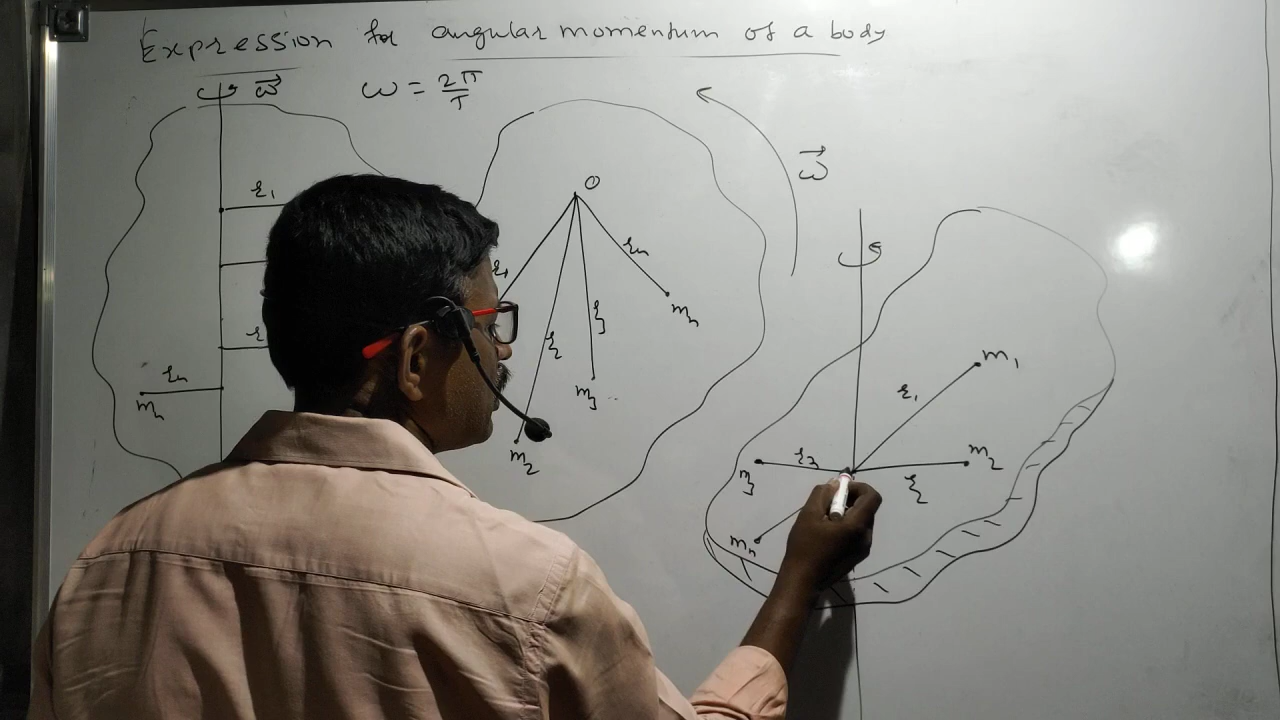 Expression for angular momentum of a body
ω⃗ ω = 2π/T
r₁
r
rₙ
mₙ
O
r₁ r₂ r₃ rₙ
m₂ m₃ mₙ
ω⃗
m₁
r₁
m₃ r₃ r₂ m₂
mₙ